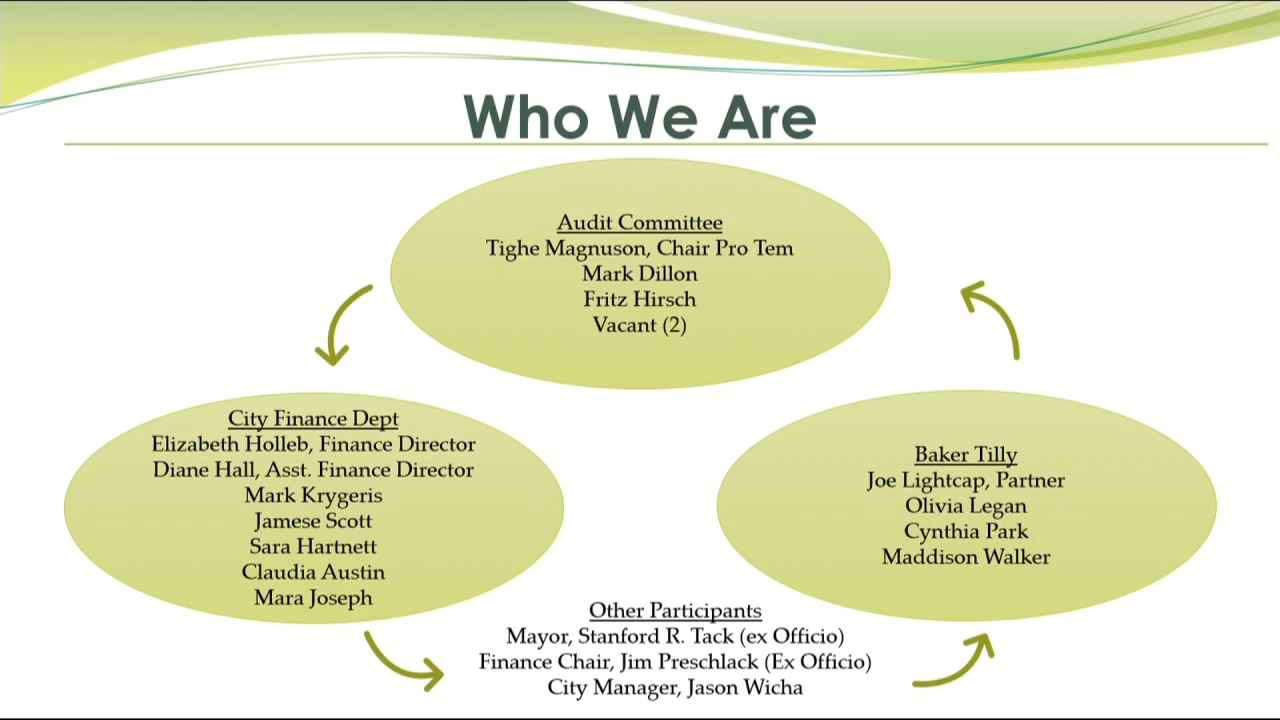 Who We Are
Audit Committee
Tighe Magnuson, Chair Pro Tem
Mark Dillon
Fritz Hirsch
Vacant (2)
City Finance Dept
Elizabeth Holleb, Finance Director
Diane Hall, Asst. Finance Director
Mark Krygeris
Jamese Scott
Sara Hartnett
Claudia Austin
Mara Joseph
Baker Tilly
Joe Lightcap, Partner
Olivia Legan
Cynthia Park
Maddison Walker
Other Participants
Mayor, Stanford R. Tack (ex Officio)
Finance Chair, Jim Preschlack (Ex Officio)
City Manager, Jason Wicha